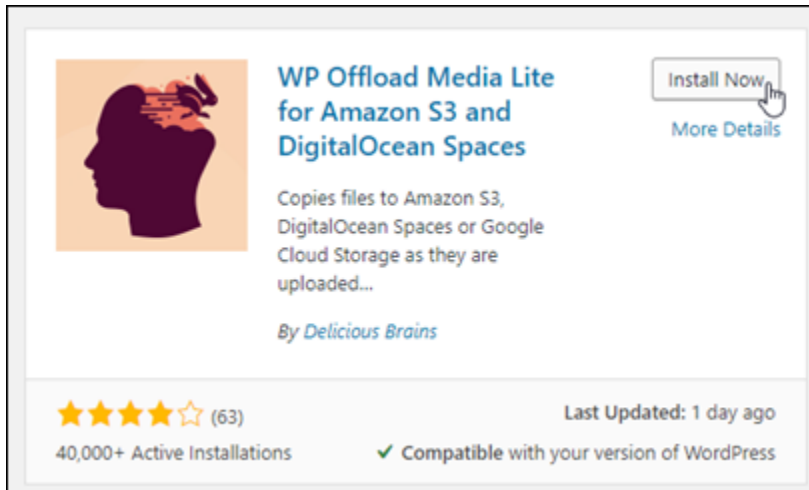 WP Offload Media Lite
for Amazon S3 and
DigitalOcean Spaces
Install Now
More Details
Copies files to Amazon S3,
DigitalOcean Spaces or Google
Cloud Storage as they are
uploaded...
By Delicious Brains
(63)
Last Updated: 1 day ago
40,000+ Active Installations
Compatible with your version of WordPress